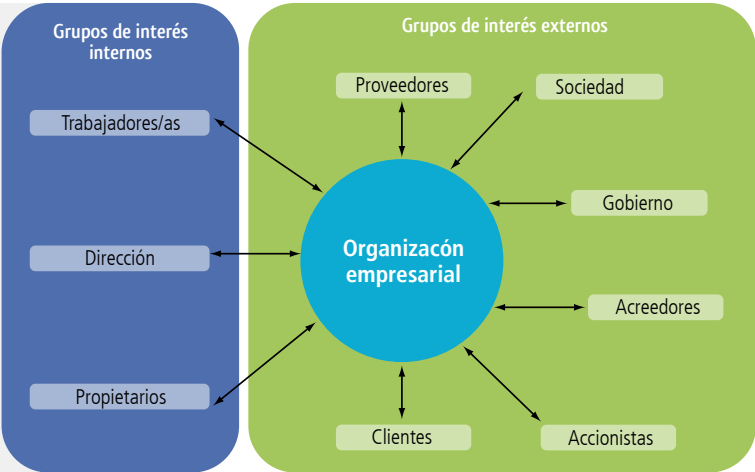 Grupos de interés
internos
Trabajadores/as
Dirección
Propietarios
Grupos de interés externos
Proveedores
Sociedad
Gobierno
Organizacón
empresarial
Acreedores
Clientes
Accionistas